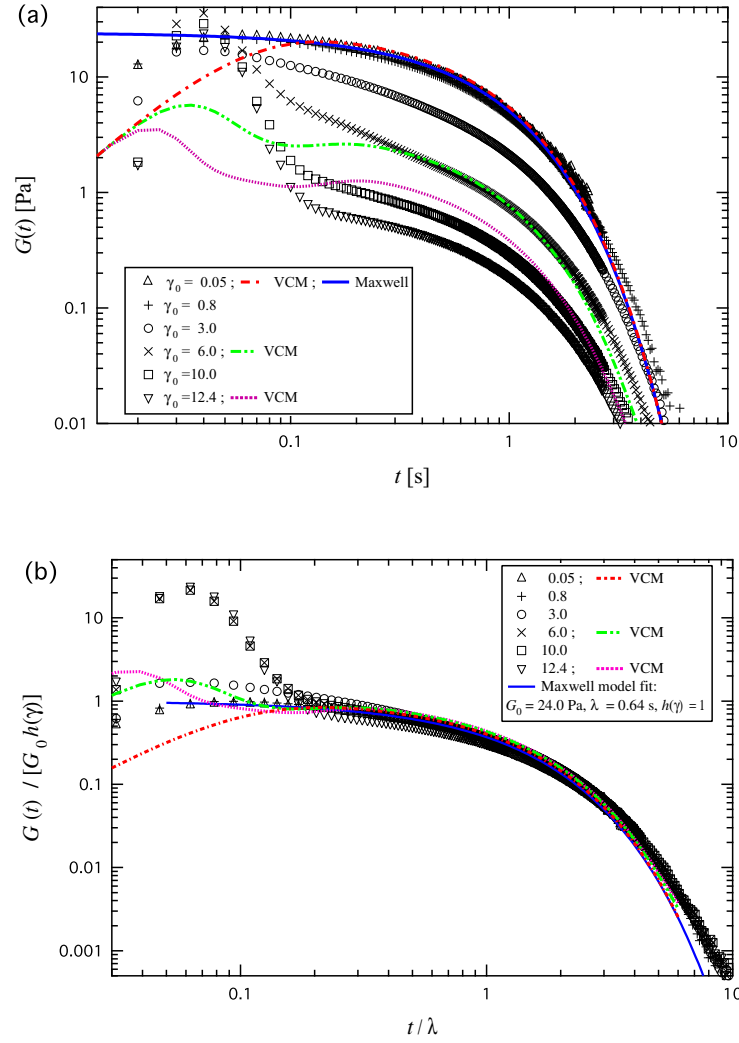 (a)
10
1
0.1
0.01
G(t) [Pa]
γ₀ = 0.05 ; VCM ; Maxwell
γ₀ = 0.8
γ₀ = 3.0
γ₀ = 6.0 ; VCM
γ₀ =10.0
γ₀ =12.4 ; VCM
0.1 1 10
t [s]
(b)
10
1
0.1
0.01
0.001
G (t) / [G₀ h(γ)]
0.05 ; VCM
0.8
3.0
6.0 ; VCM
10.0
12.4 ; VCM
Maxwell model fit:
G₀ = 24.0 Pa, λ = 0.64 s, h(γ) = 1
0.1 1 10
t / λ